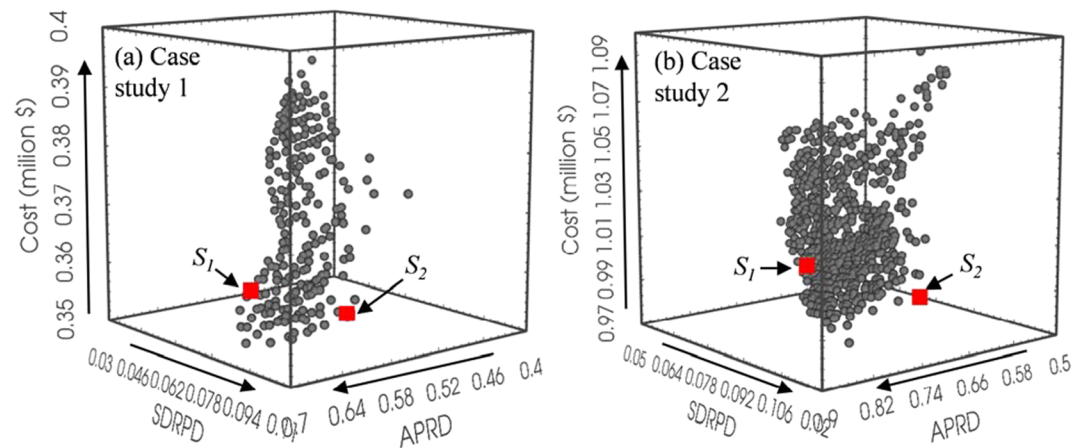 (a) Case
study 1
Cost (million $)
0.35 0.36 0.37 0.38 0.39 0.4
S1
S2
0.03 0.046 0.062 0.078 0.094
SDRPD
0.64 0.58 0.52 0.46 0.4
APRD
(b) Case
study 2
Cost (million $)
0.97 0.99 1.01 1.03 1.05 1.07 1.09
S1
S2
0.05 0.064 0.078 0.092 0.106
SDRPD
0.82 0.74 0.66 0.58 0.5
APRD